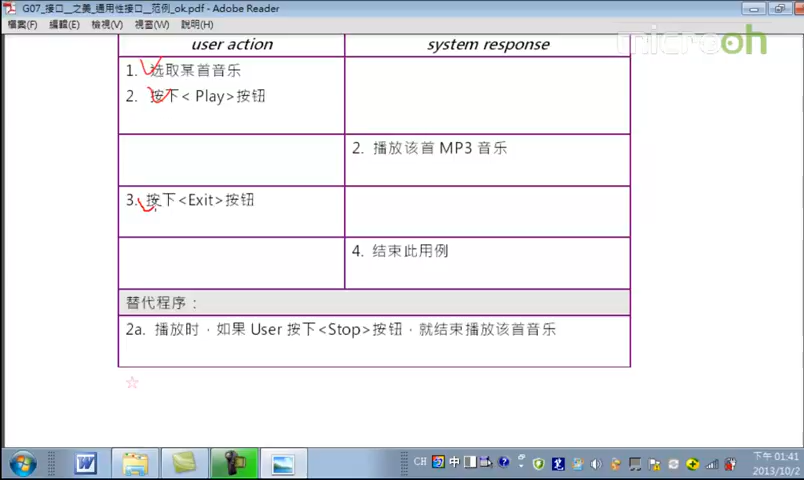 G07_接口__之美_通用性接口_范例_ok.pdf - Adobe Reader
檔案(F) 編輯(E) 檢視(V) 視窗(W) 說明(H)
microoh
user action
system response
1. 选取某首音乐
2. 按下< Play>按钮
2. 播放该首 MP3 音乐
3. 按下<Exit>按钮
4. 结束此用例
替代程序：
2a. 播放时，如果 User 按下<Stop>按钮，就结束播放该首音乐
CH 中
下午 01:41
2013/10/2